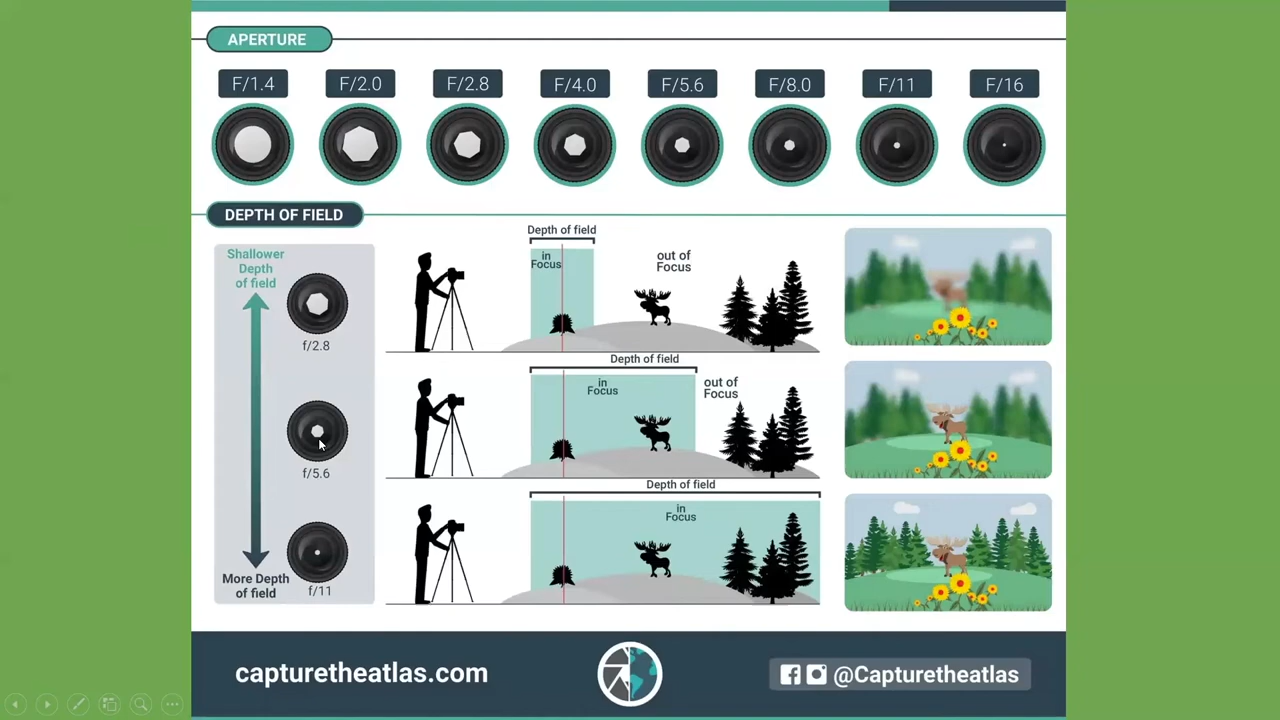 APERTURE
F/1.4 F/2.0 F/2.8 F/4.0 F/5.6 F/8.0 F/11 F/16
DEPTH OF FIELD
Shallower
Depth
of field
f/2.8
f/5.6
More Depth
of field
f/11
Depth of field
in
Focus
out of
Focus
Depth of field
in
Focus
out of
Focus
Depth of field
in
Focus
capturetheatlas.com
@Capturetheatlas